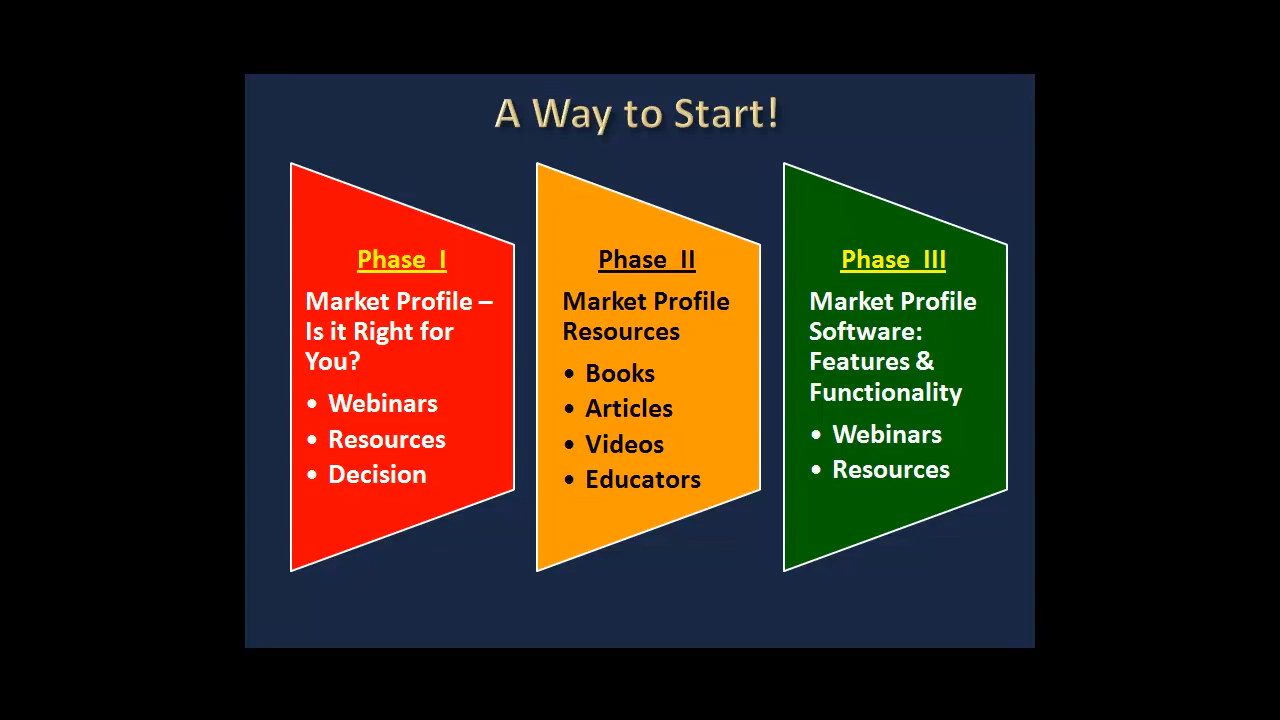 A Way to Start!
Phase I
Market Profile –
Is it Right for
You?
• Webinars
• Resources
• Decision
Phase II
Market Profile
Resources
• Books
• Articles
• Videos
• Educators
Phase III
Market Profile
Software:
Features &
Functionality
• Webinars
• Resources